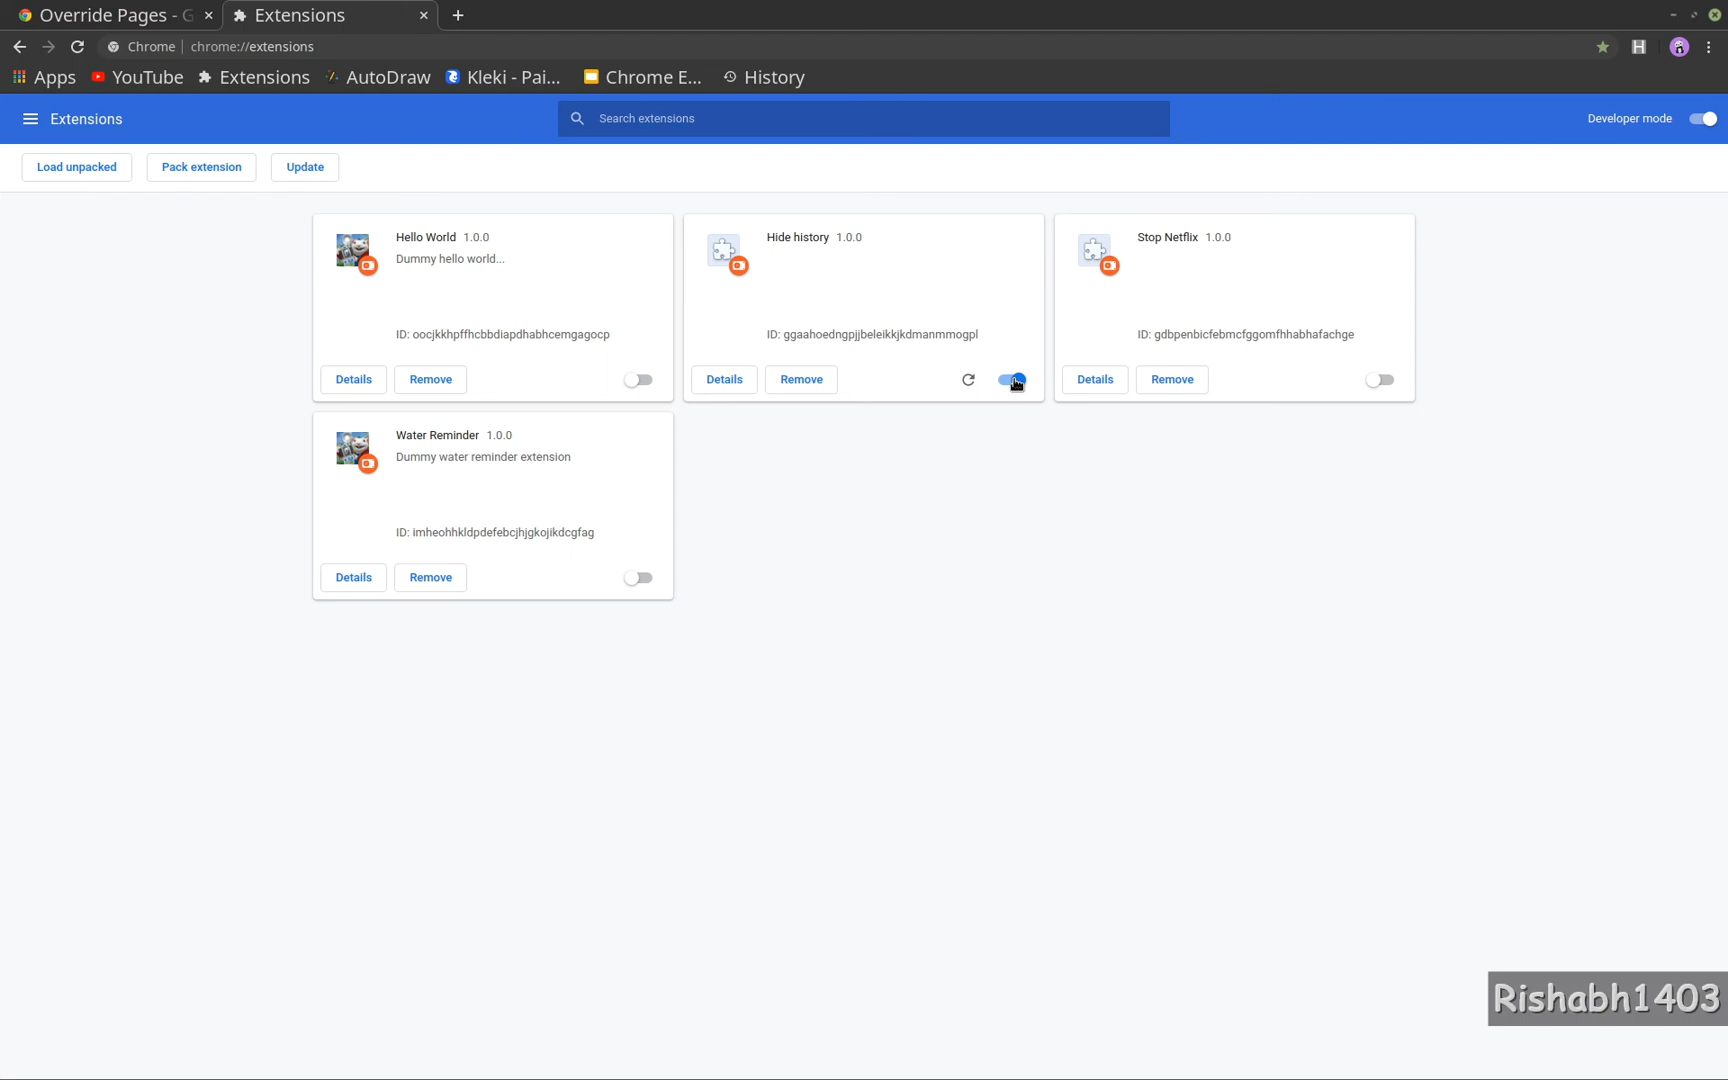 Override Pages - G
Extensions
Chrome
chrome://extensions
Apps
YouTube
Extensions
AutoDraw
Kleki - Pai...
Chrome E...
History
Extensions
Search extensions
Developer mode
Load unpacked
Pack extension
Update
Hello World 1.0.0
Dummy hello world...
ID: oocjkkhpffhcbbdiapdhabhcemgagocp
Details
Remove
Hide history 1.0.0
ID: ggaahoedngpjjbeleikkjkdmanmmogpl
Details
Remove
Stop Netflix 1.0.0
ID: gdbpenbicfebmcfggomfhhabhafachge
Details
Remove
Water Reminder 1.0.0
Dummy water reminder extension
ID: imheohhkldpdefebcjhjgkojikdcgfag
Details
Remove
Rishabh1403